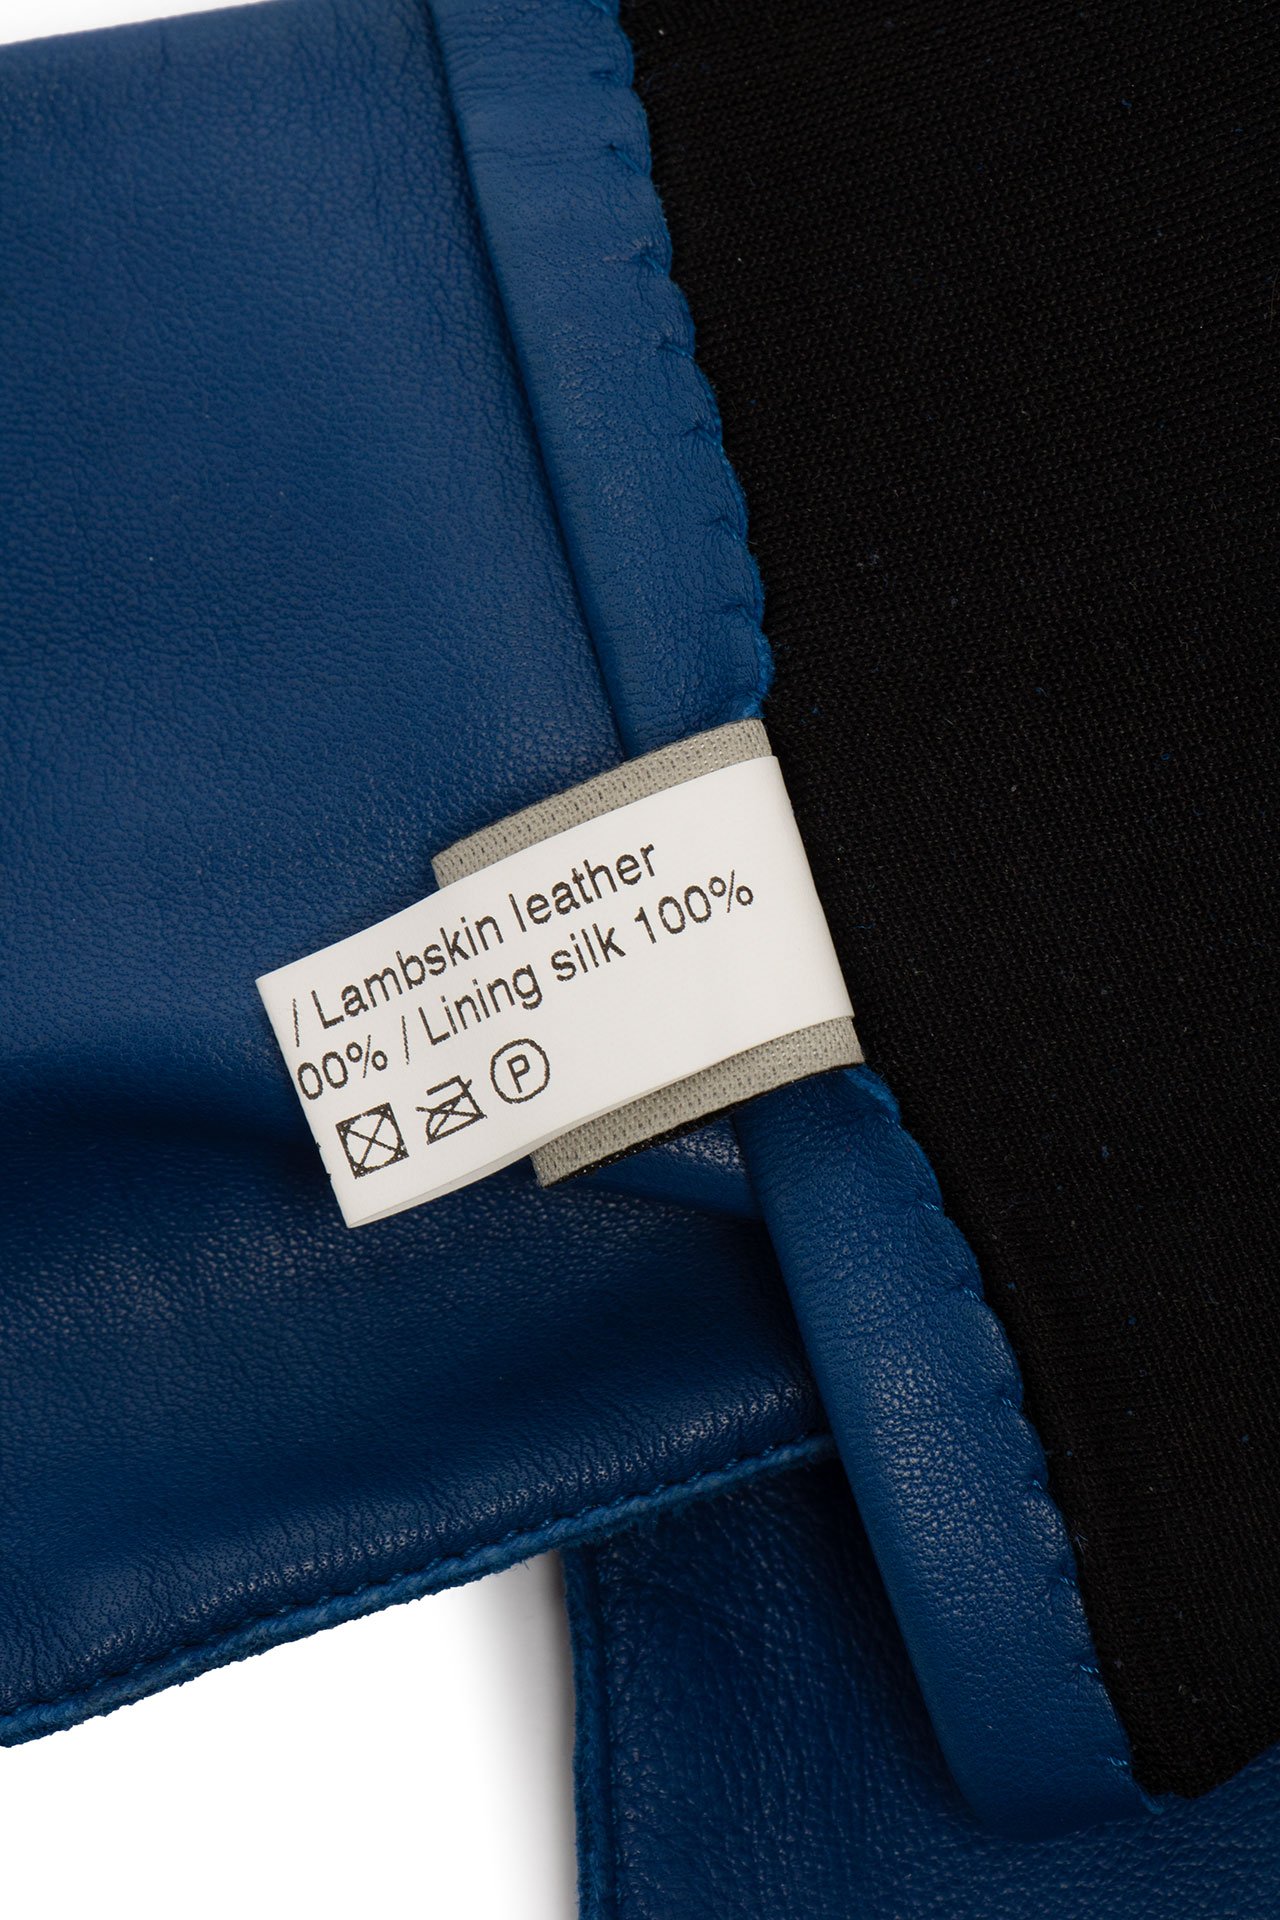 / Lambskin leather
00% / Lining silk 100%
P